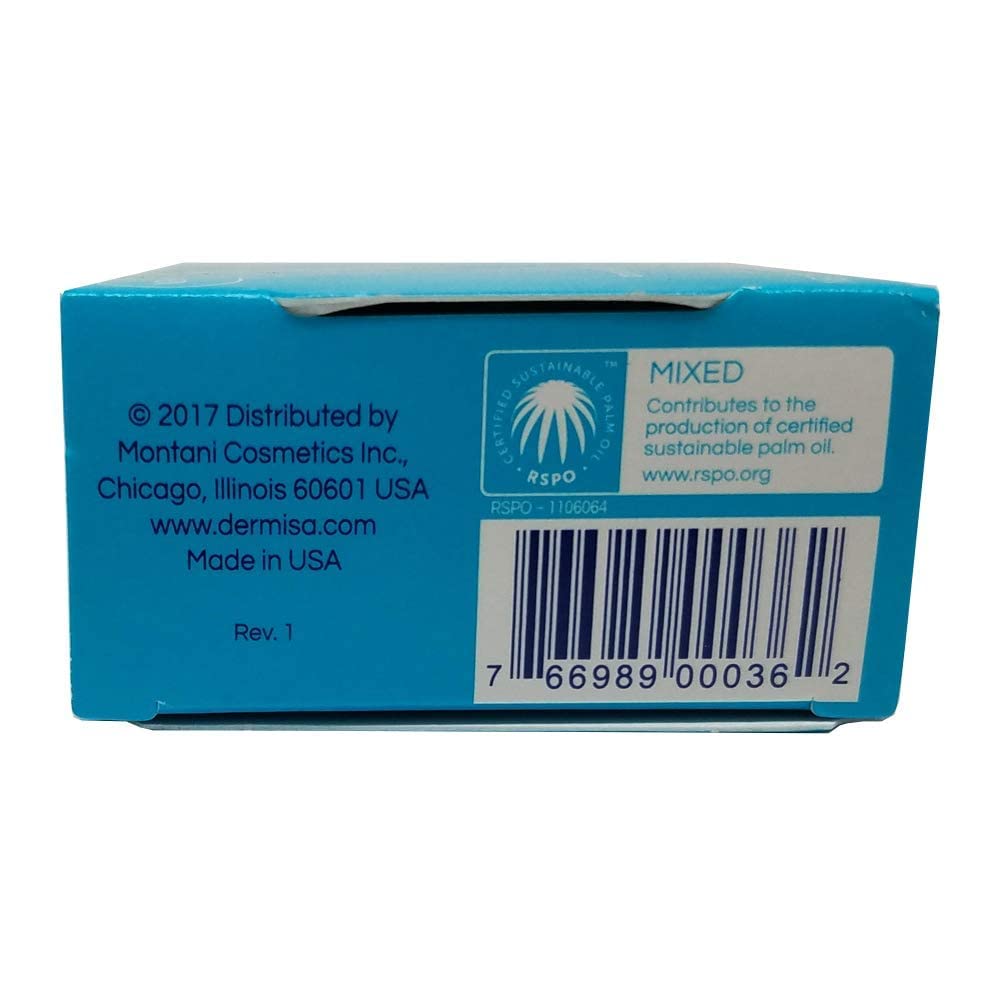 © 2017 Distributed by
Montani Cosmetics Inc.,
Chicago, Illinois 60601 USA
www.dermisa.com
Made in USA
Rev. 1
CERTIFIED SUSTAINABLE PALM OIL
™
RSPO
MIXED
Contributes to the
production of certified
sustainable palm oil.
www.rspo.org
RSPO - 1106064
7 66989 00036 2